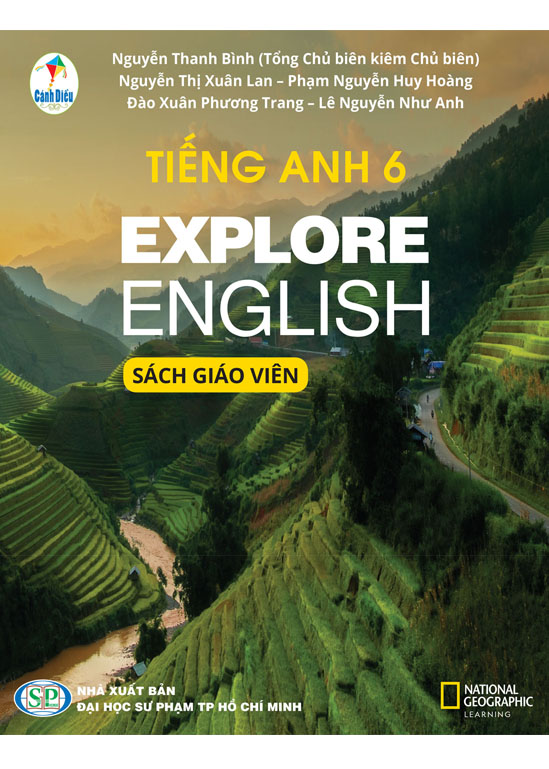 Nguyễn Thanh Bình (Tổng Chủ biên kiêm Chủ biên)
Nguyễn Thị Xuân Lan – Phạm Nguyễn Huy Hoàng
Đào Xuân Phương Trang – Lê Nguyễn Như Anh
Cánh Diều
TIẾNG ANH 6
EXPLORE
ENGLISH
SÁCH GIÁO VIÊN
SP
NHÀ XUẤT BẢN
ĐẠI HỌC SƯ PHẠM TP HỒ CHÍ MINH
NATIONAL
GEOGRAPHIC
LEARNING